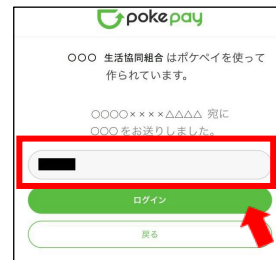 pokepay
○○○ 生活協同組合 はポケペイを使って
作られています。
○○○○××××△△△△ 宛に
○○○をお送りしました。
ログイン
戻る